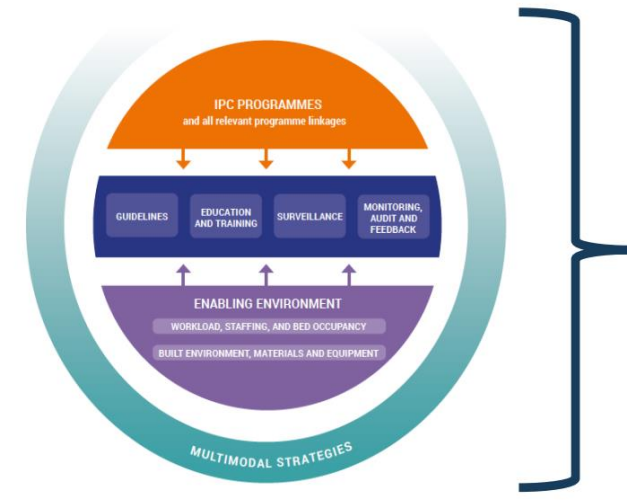 IPC PROGRAMMES
and all relevant programme linkages
GUIDELINES
EDUCATION
AND TRAINING
SURVEILLANCE
MONITORING,
AUDIT AND
FEEDBACK
ENABLING ENVIRONMENT
WORKLOAD, STAFFING, AND BED OCCUPANCY
BUILT ENVIRONMENT, MATERIALS AND EQUIPMENT
MULTIMODAL STRATEGIES